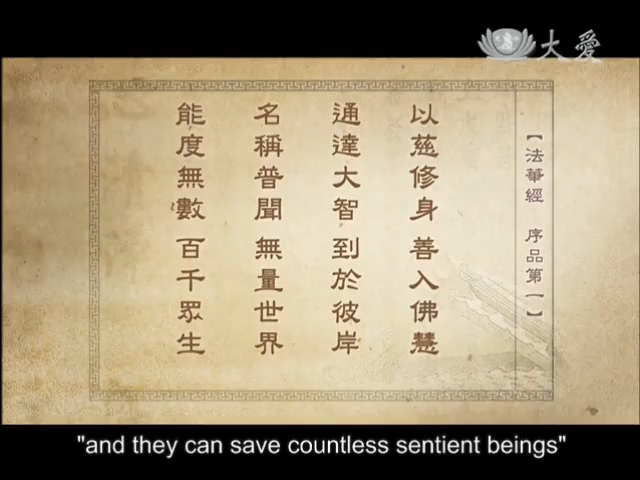 大愛
【法華經 序品第一】
以慈修身 善入佛慧
通達大智 到於彼岸
名稱普聞 無量世界
能度無數 百千眾生
"and they can save countless sentient beings"